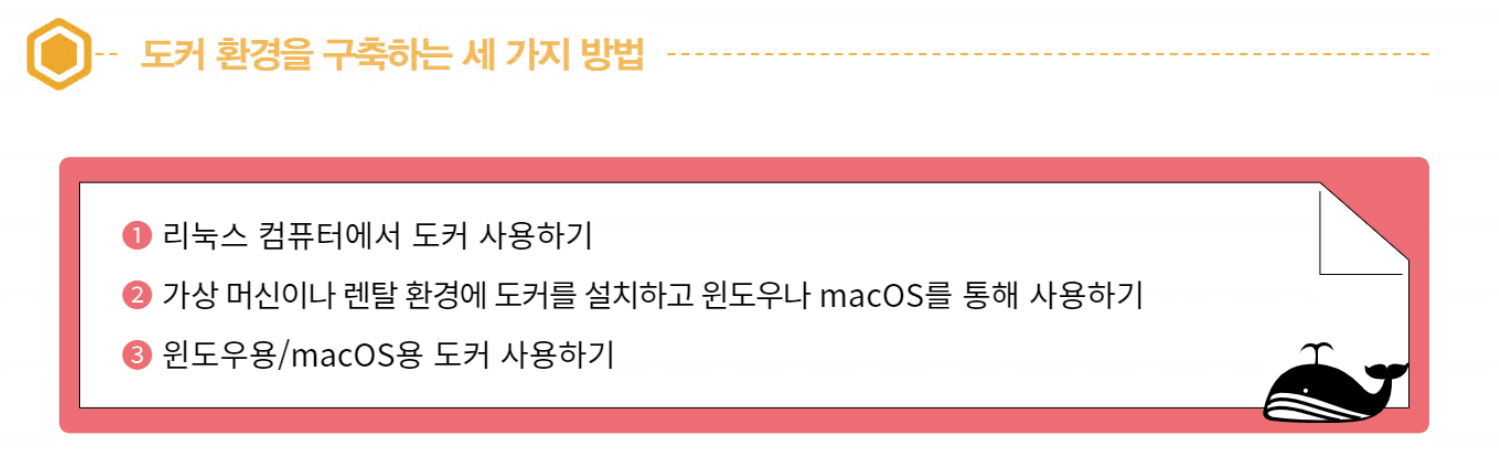 도커 환경을 구축하는 세 가지 방법
1 리눅스 컴퓨터에서 도커 사용하기
2 가상 머신이나 렌탈 환경에 도커를 설치하고 윈도우나 macOS를 통해 사용하기
3 윈도우용/macOS용 도커 사용하기